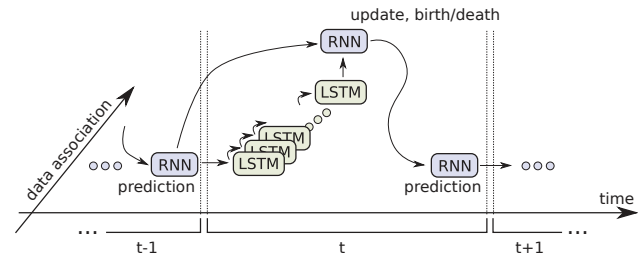 update, birth/death
RNN
LSTM
LSTM
LSTM
LSTM
data association
RNN
prediction
RNN
prediction
time
...
t-1
t
t+1
...